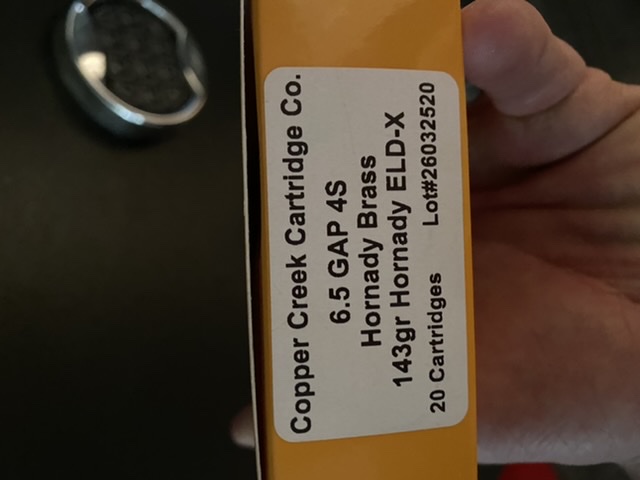 Copper Creek Cartridge Co.
6.5 GAP 4S
Hornady Brass
143gr Hornady ELD-X
20 Cartridges Lot#26032520